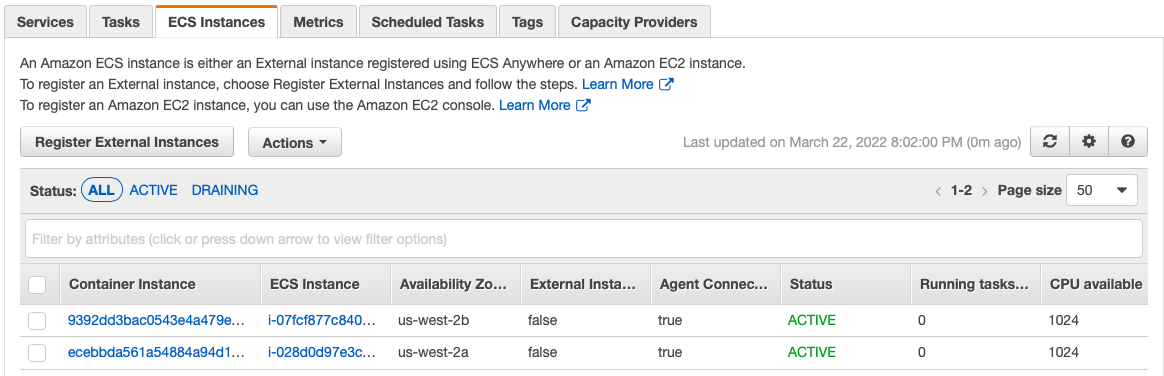 Services Tasks ECS Instances Metrics Scheduled Tasks Tags Capacity Providers
An Amazon ECS instance is either an External instance registered using ECS Anywhere or an Amazon EC2 instance.
To register an External instance, choose Register External Instances and follow the steps. Learn More
To register an Amazon EC2 instance, you can use the Amazon EC2 console. Learn More
Register External Instances Actions Last updated on March 22, 2022 8:02:00 PM (0m ago)
Status: ALL ACTIVE DRAINING < 1-2 > Page size 50
Filter by attributes (click or press down arrow to view filter options)
Container Instance ECS Instance Availability Zo... External Insta... Agent Connec... Status Running tasks... CPU available
9392dd3bac0543e4a479e... i-07fcf877c840... us-west-2b false true ACTIVE 0 1024
ecebbda561a54884a94d1... i-028d0d97e3c... us-west-2a false true ACTIVE 0 1024